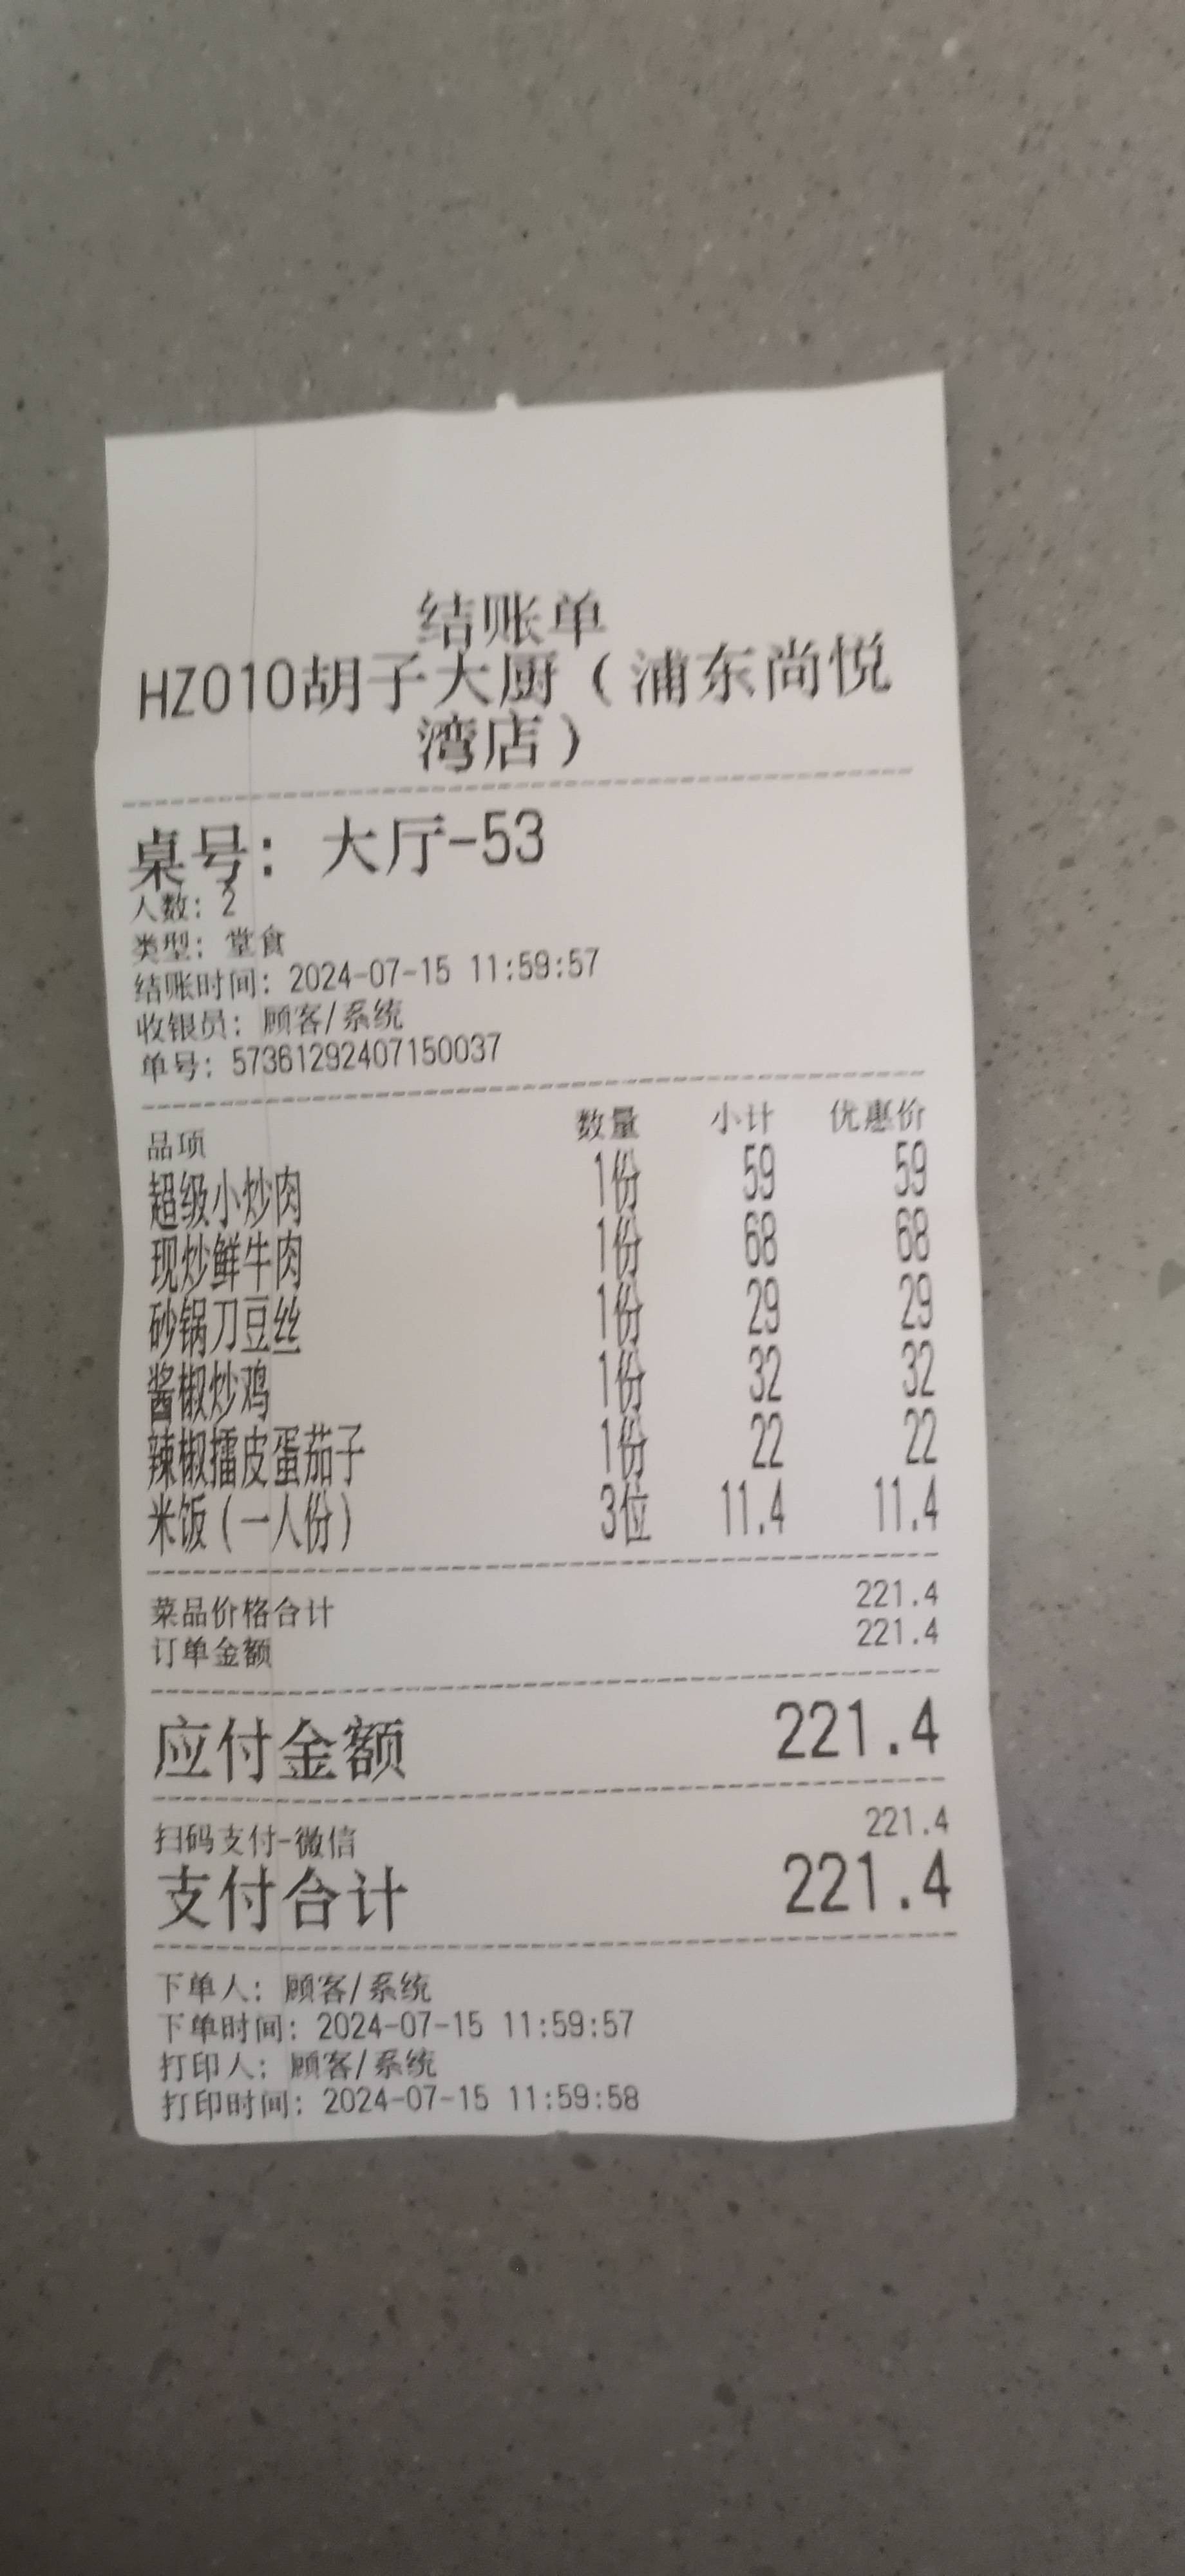 结账单
HZ010胡子大厨（浦东尚悦
湾店）
桌号: 大厅-53
人数: 2
类型: 堂食
结账时间: 2024-07-15 11:59:57
收银员: 顾客/系统
单号: 57361292407150037
品项 数量 小计 优惠价
超级小炒肉 1份 59 59
现炒鲜牛肉 1份 68 68
砂锅刀豆丝 1份 29 29
酱椒炒鸡 1份 32 32
辣椒擂皮蛋茄子 1份 22 22
米饭（一人份） 3位 11.4 11.4
菜品价格合计 221.4
订单金额 221.4
应付金额 221.4
扫码支付-微信 221.4
支付合计 221.4
下单人: 顾客/系统
下单时间: 2024-07-15 11:59:57
打印人: 顾客/系统
打印时间: 2024-07-15 11:59:58